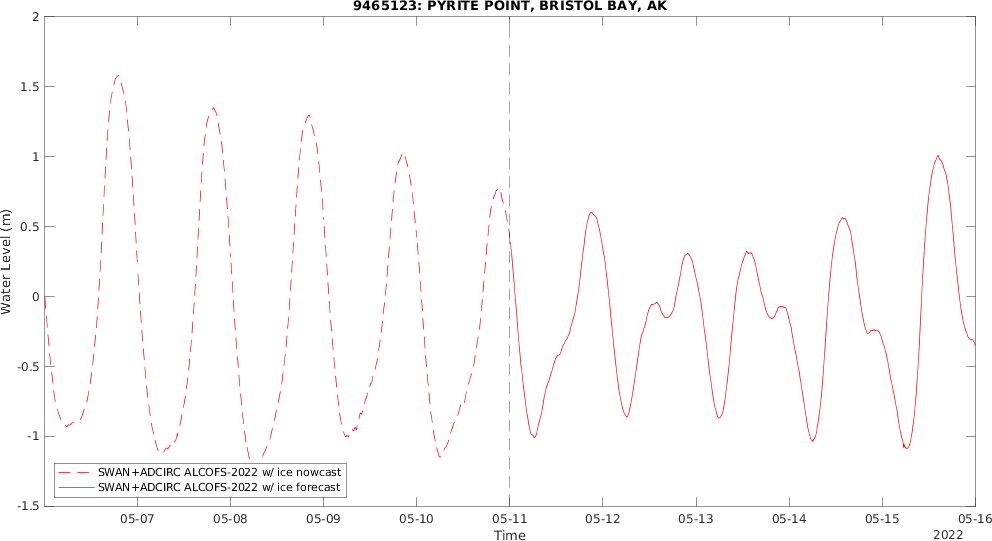 9465123: PYRITE POINT, BRISTOL BAY, AK
Water Level (m)
2
1.5
1
0.5
0
-0.5
-1
-1.5
SWAN+ADCIRC ALCOFS-2022 w/ ice nowcast
SWAN+ADCIRC ALCOFS-2022 w/ ice forecast
05-07 05-08 05-09 05-10 05-11 05-12 05-13 05-14 05-15 05-16
Time
2022